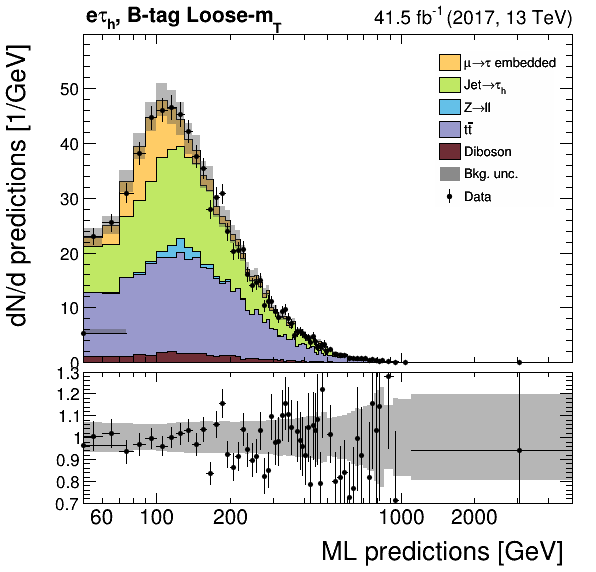 eτh, B-tag Loose-mT
41.5 fb⁻¹ (2017, 13 TeV)
dN/d predictions [1/GeV]
50
40
30
20
10
0
μ→τ embedded
Jet→τh
Z→ll
tt̄
Diboson
Bkg. unc.
Data
1.3
1.2
1.1
1
0.9
0.8
0.7
60 100 200 1000 2000
ML predictions [GeV]